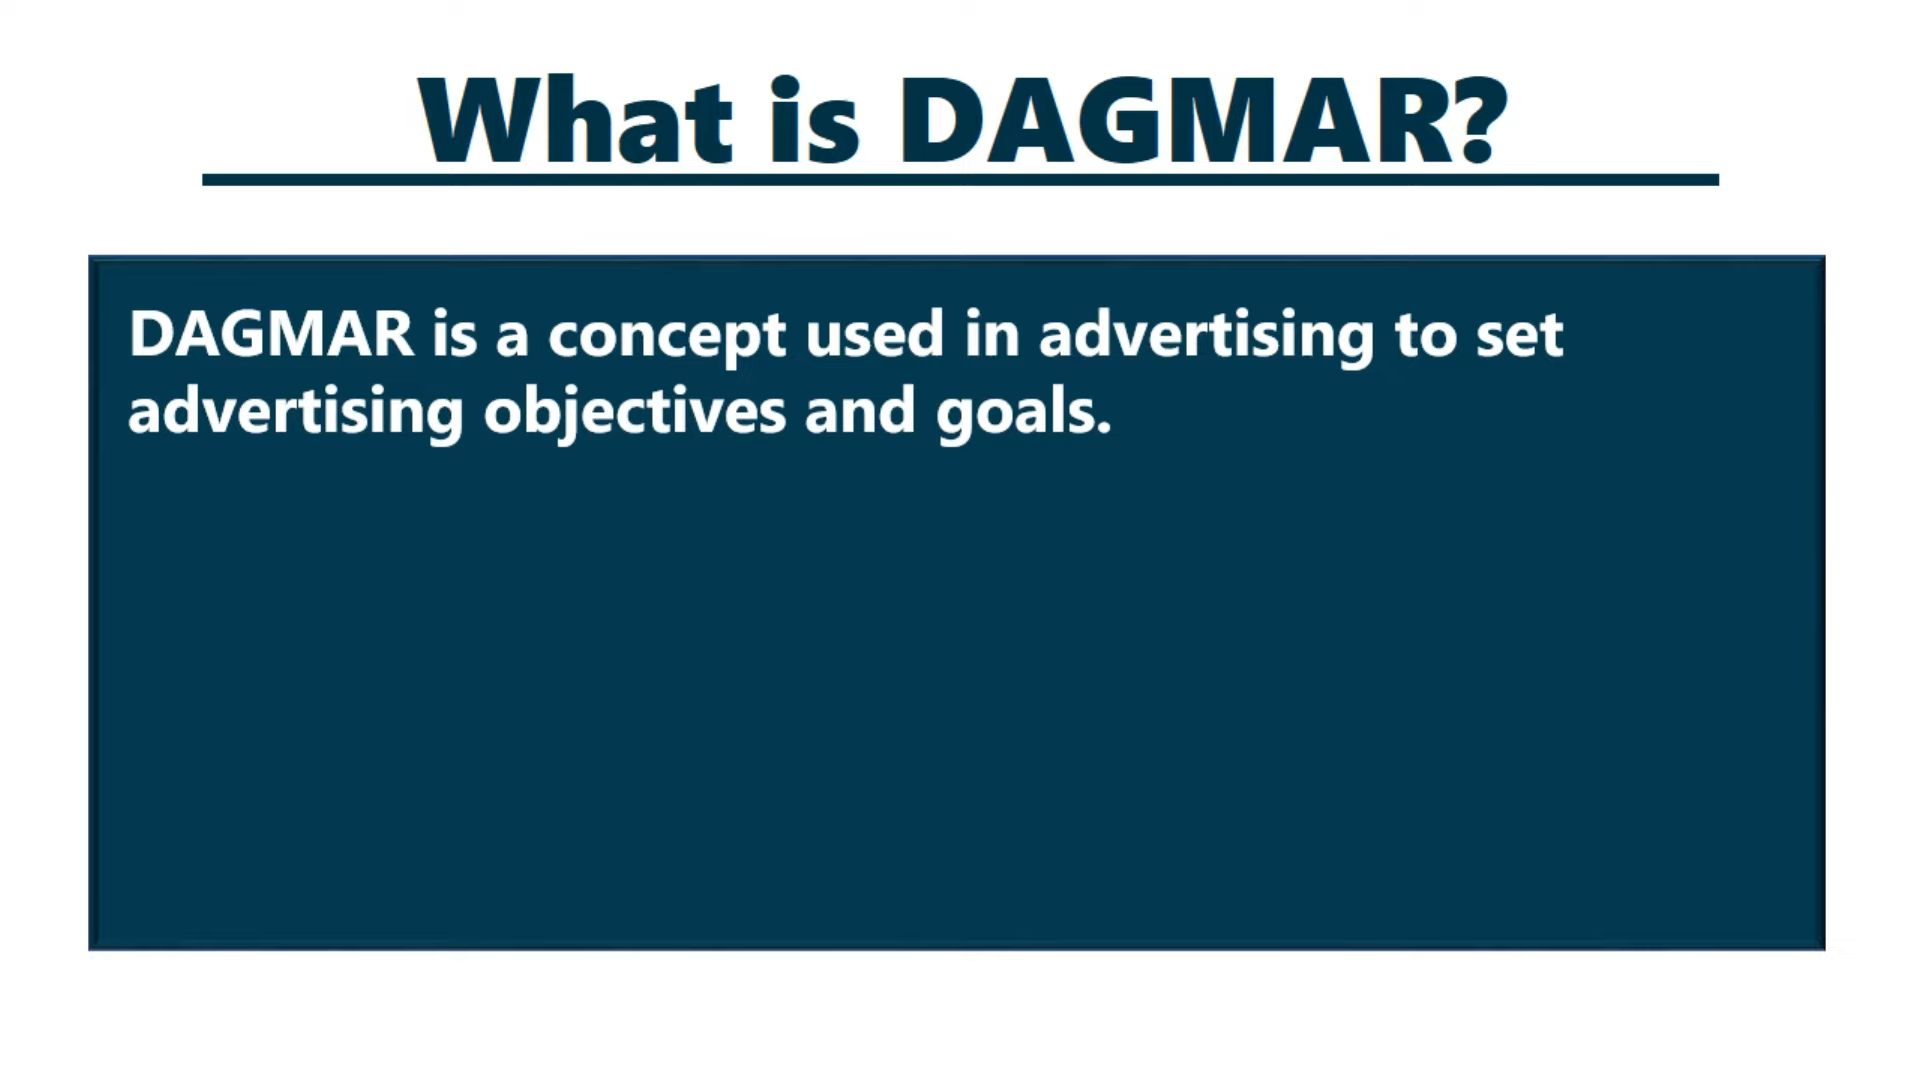 What is DAGMAR?
DAGMAR is a concept used in advertising to set
advertising objectives and goals.